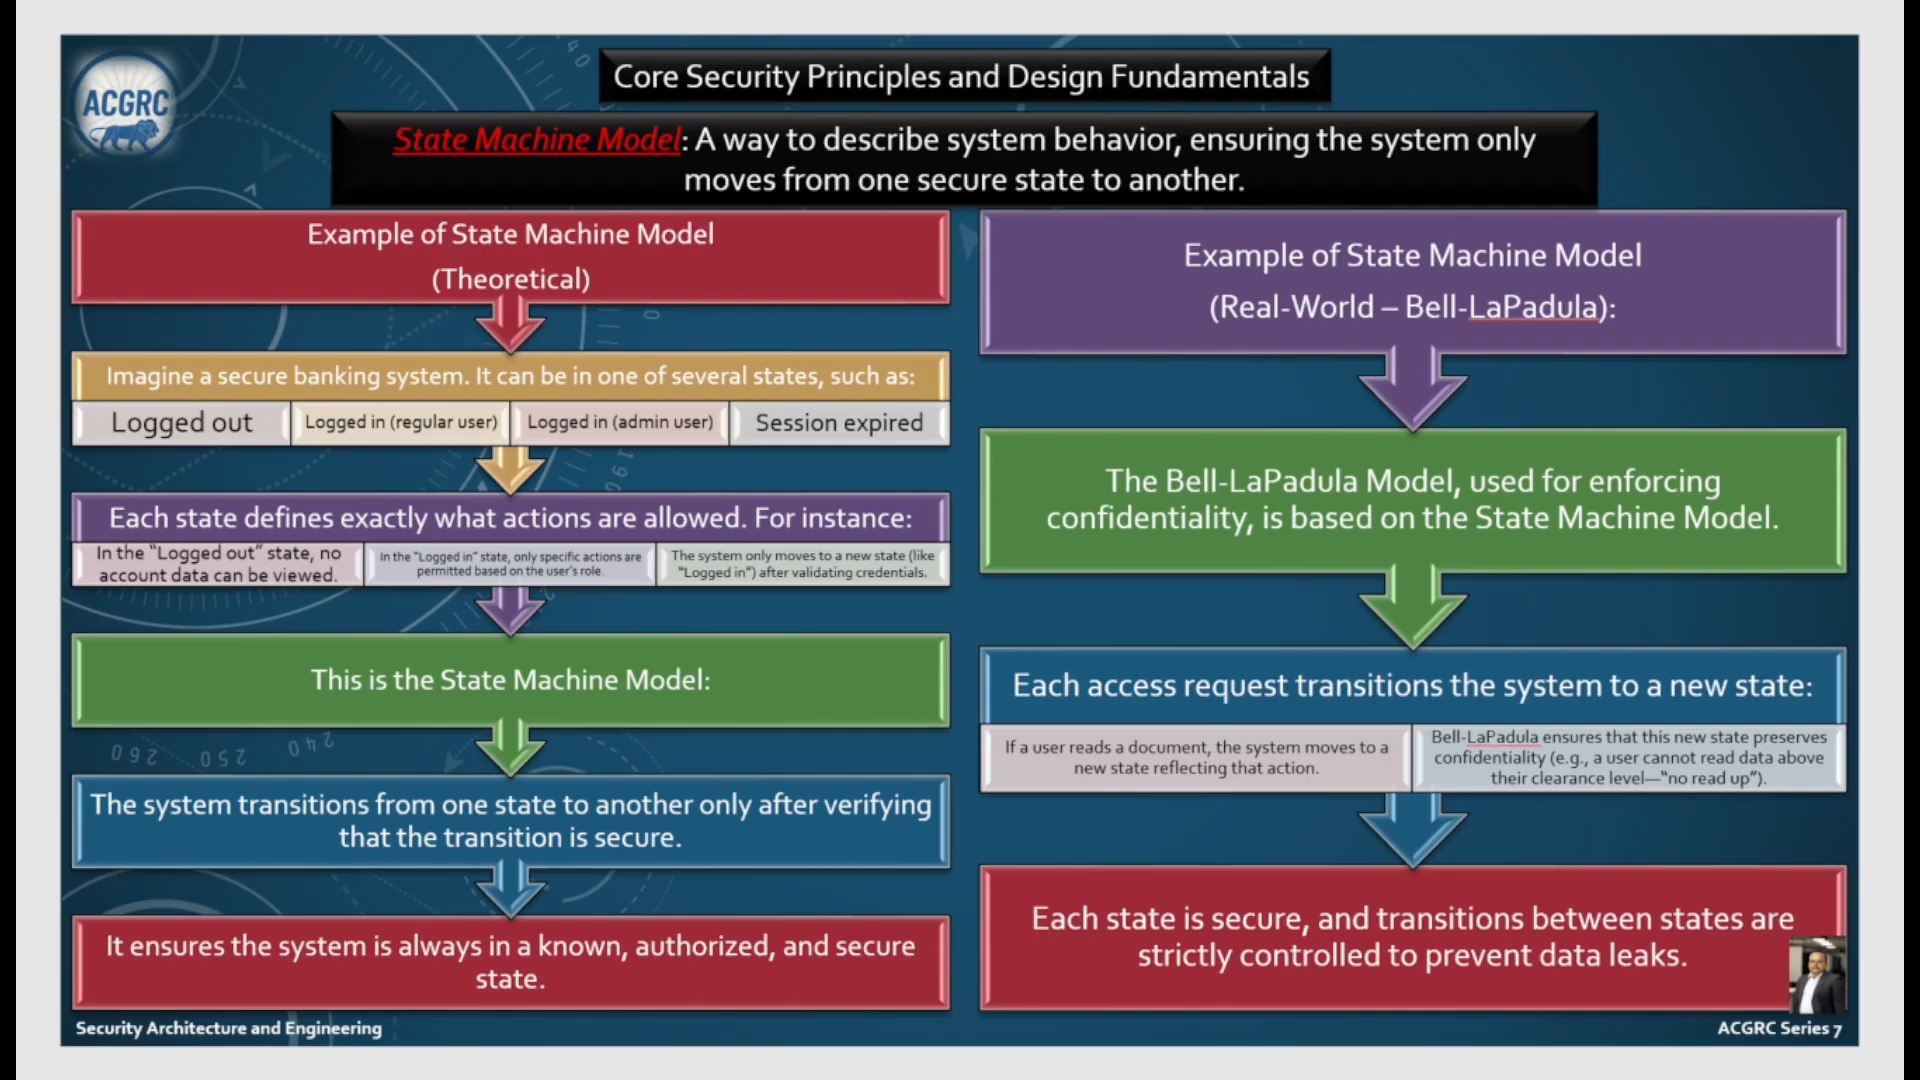 ACGRC
Core Security Principles and Design Fundamentals
State Machine Model: A way to describe system behavior, ensuring the system only
moves from one secure state to another.
Example of State Machine Model
(Theoretical)
Imagine a secure banking system. It can be in one of several states, such as:
Logged out
Logged in (regular user)
Logged in (admin user)
Session expired
Each state defines exactly what actions are allowed. For instance:
In the “Logged out” state, no
account data can be viewed.
In the “Logged in” state, only specific actions are
permitted based on the user’s role.
The system only moves to a new state (like
“Logged in”) after validating credentials.
This is the State Machine Model:
The system transitions from one state to another only after verifying
that the transition is secure.
It ensures the system is always in a known, authorized, and secure
state.
Example of State Machine Model
(Real-World – Bell-LaPadula):
The Bell-LaPadula Model, used for enforcing
confidentiality, is based on the State Machine Model.
Each access request transitions the system to a new state:
If a user reads a document, the system moves to a
new state reflecting that action.
Bell-LaPadula ensures that this new state preserves
confidentiality (e.g., a user cannot read data above
their clearance level—“no read up”).
Each state is secure, and transitions between states are
strictly controlled to prevent data leaks.
260
250
240
190
Security Architecture and Engineering
ACGRC Series 7